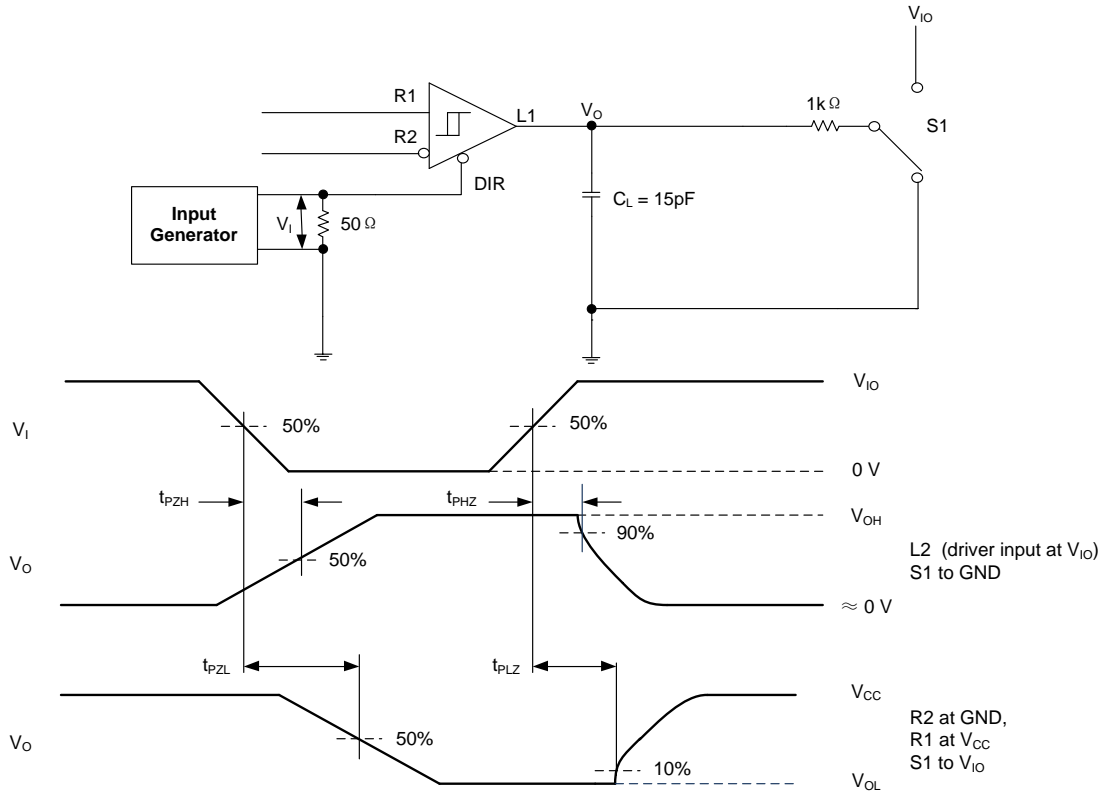 V_IO
R1
L1
V_O
1kΩ
S1
R2
DIR
C_L = 15pF
Input
Generator
V_I
50Ω
V_IO
V_I
50%
50%
0 V
t_PZH
t_PHZ
V_OH
90%
L2 (driver input at V_IO)
S1 to GND
V_O
50%
≈ 0 V
t_PZL
t_PLZ
V_CC
R2 at GND,
R1 at V_CC
S1 to V_IO
V_O
50%
10%
V_OL